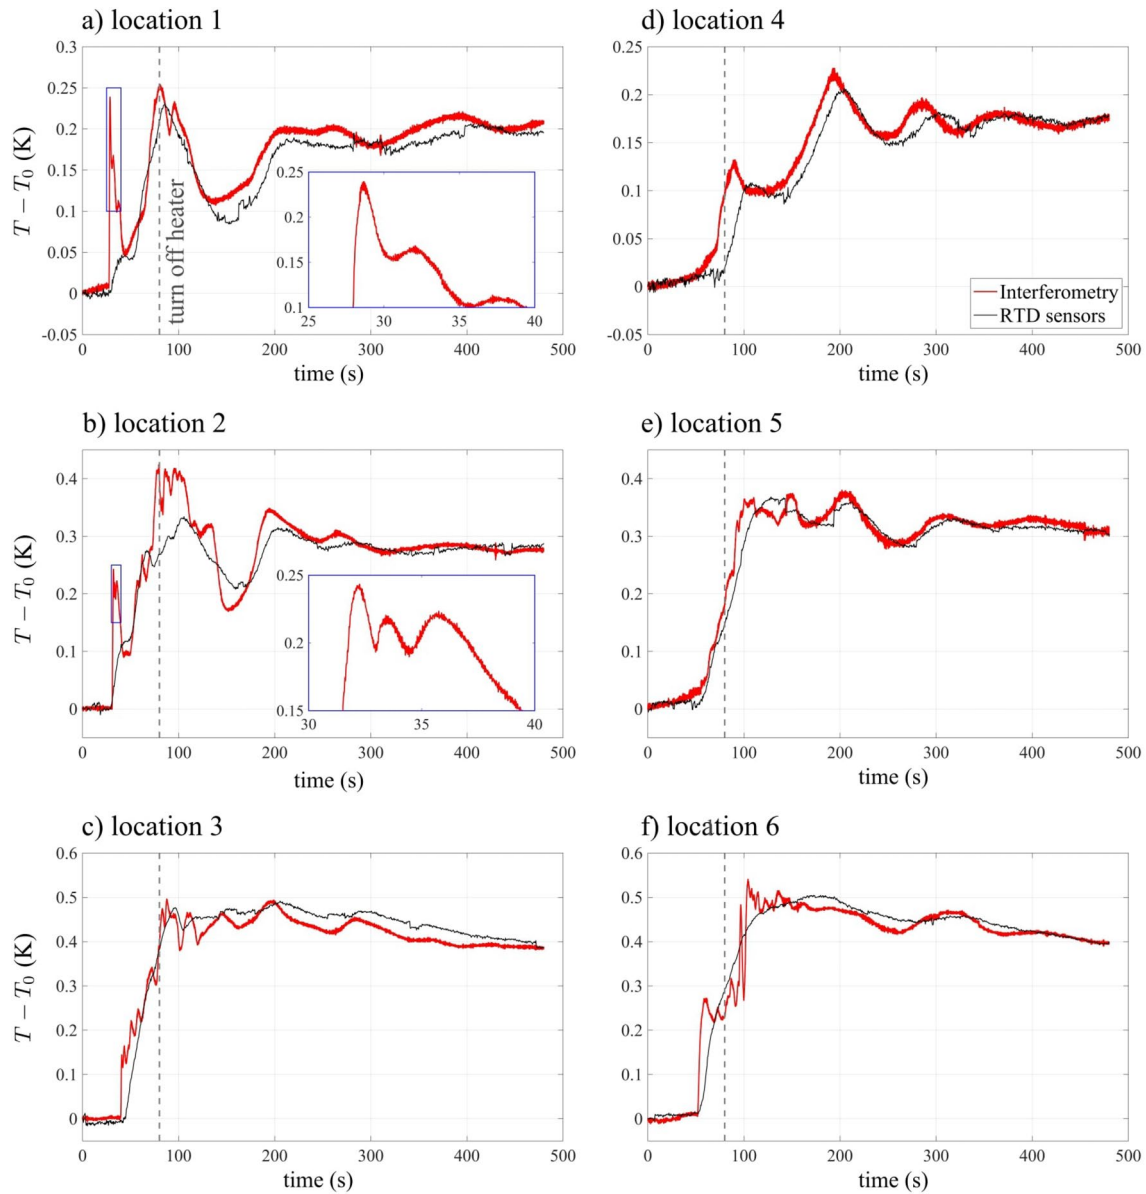 a) location 1
0.3
0.25
0.2
0.15
0.1
0.05
0
-0.05
T − T0 (K)
turn off heater
0.25
0.2
0.15
0.1
25 30 35 40
0 100 200 300 400 500
time (s)
d) location 4
0.25
0.2
0.15
0.1
0.05
0
-0.05
Interferometry
RTD sensors
0 100 200 300 400 500
time (s)
b) location 2
0.4
0.3
0.2
0.1
0
T − T0 (K)
0.25
0.2
0.15
30 35 40
0 100 200 300 400 500
time (s)
e) location 5
0.4
0.3
0.2
0.1
0
0 100 200 300 400 500
time (s)
c) location 3
0.6
0.5
0.4
0.3
0.2
0.1
0
T − T0 (K)
0 100 200 300 400 500
time (s)
f) location 6
0.6
0.5
0.4
0.3
0.2
0.1
0
0 100 200 300 400 500
time (s)